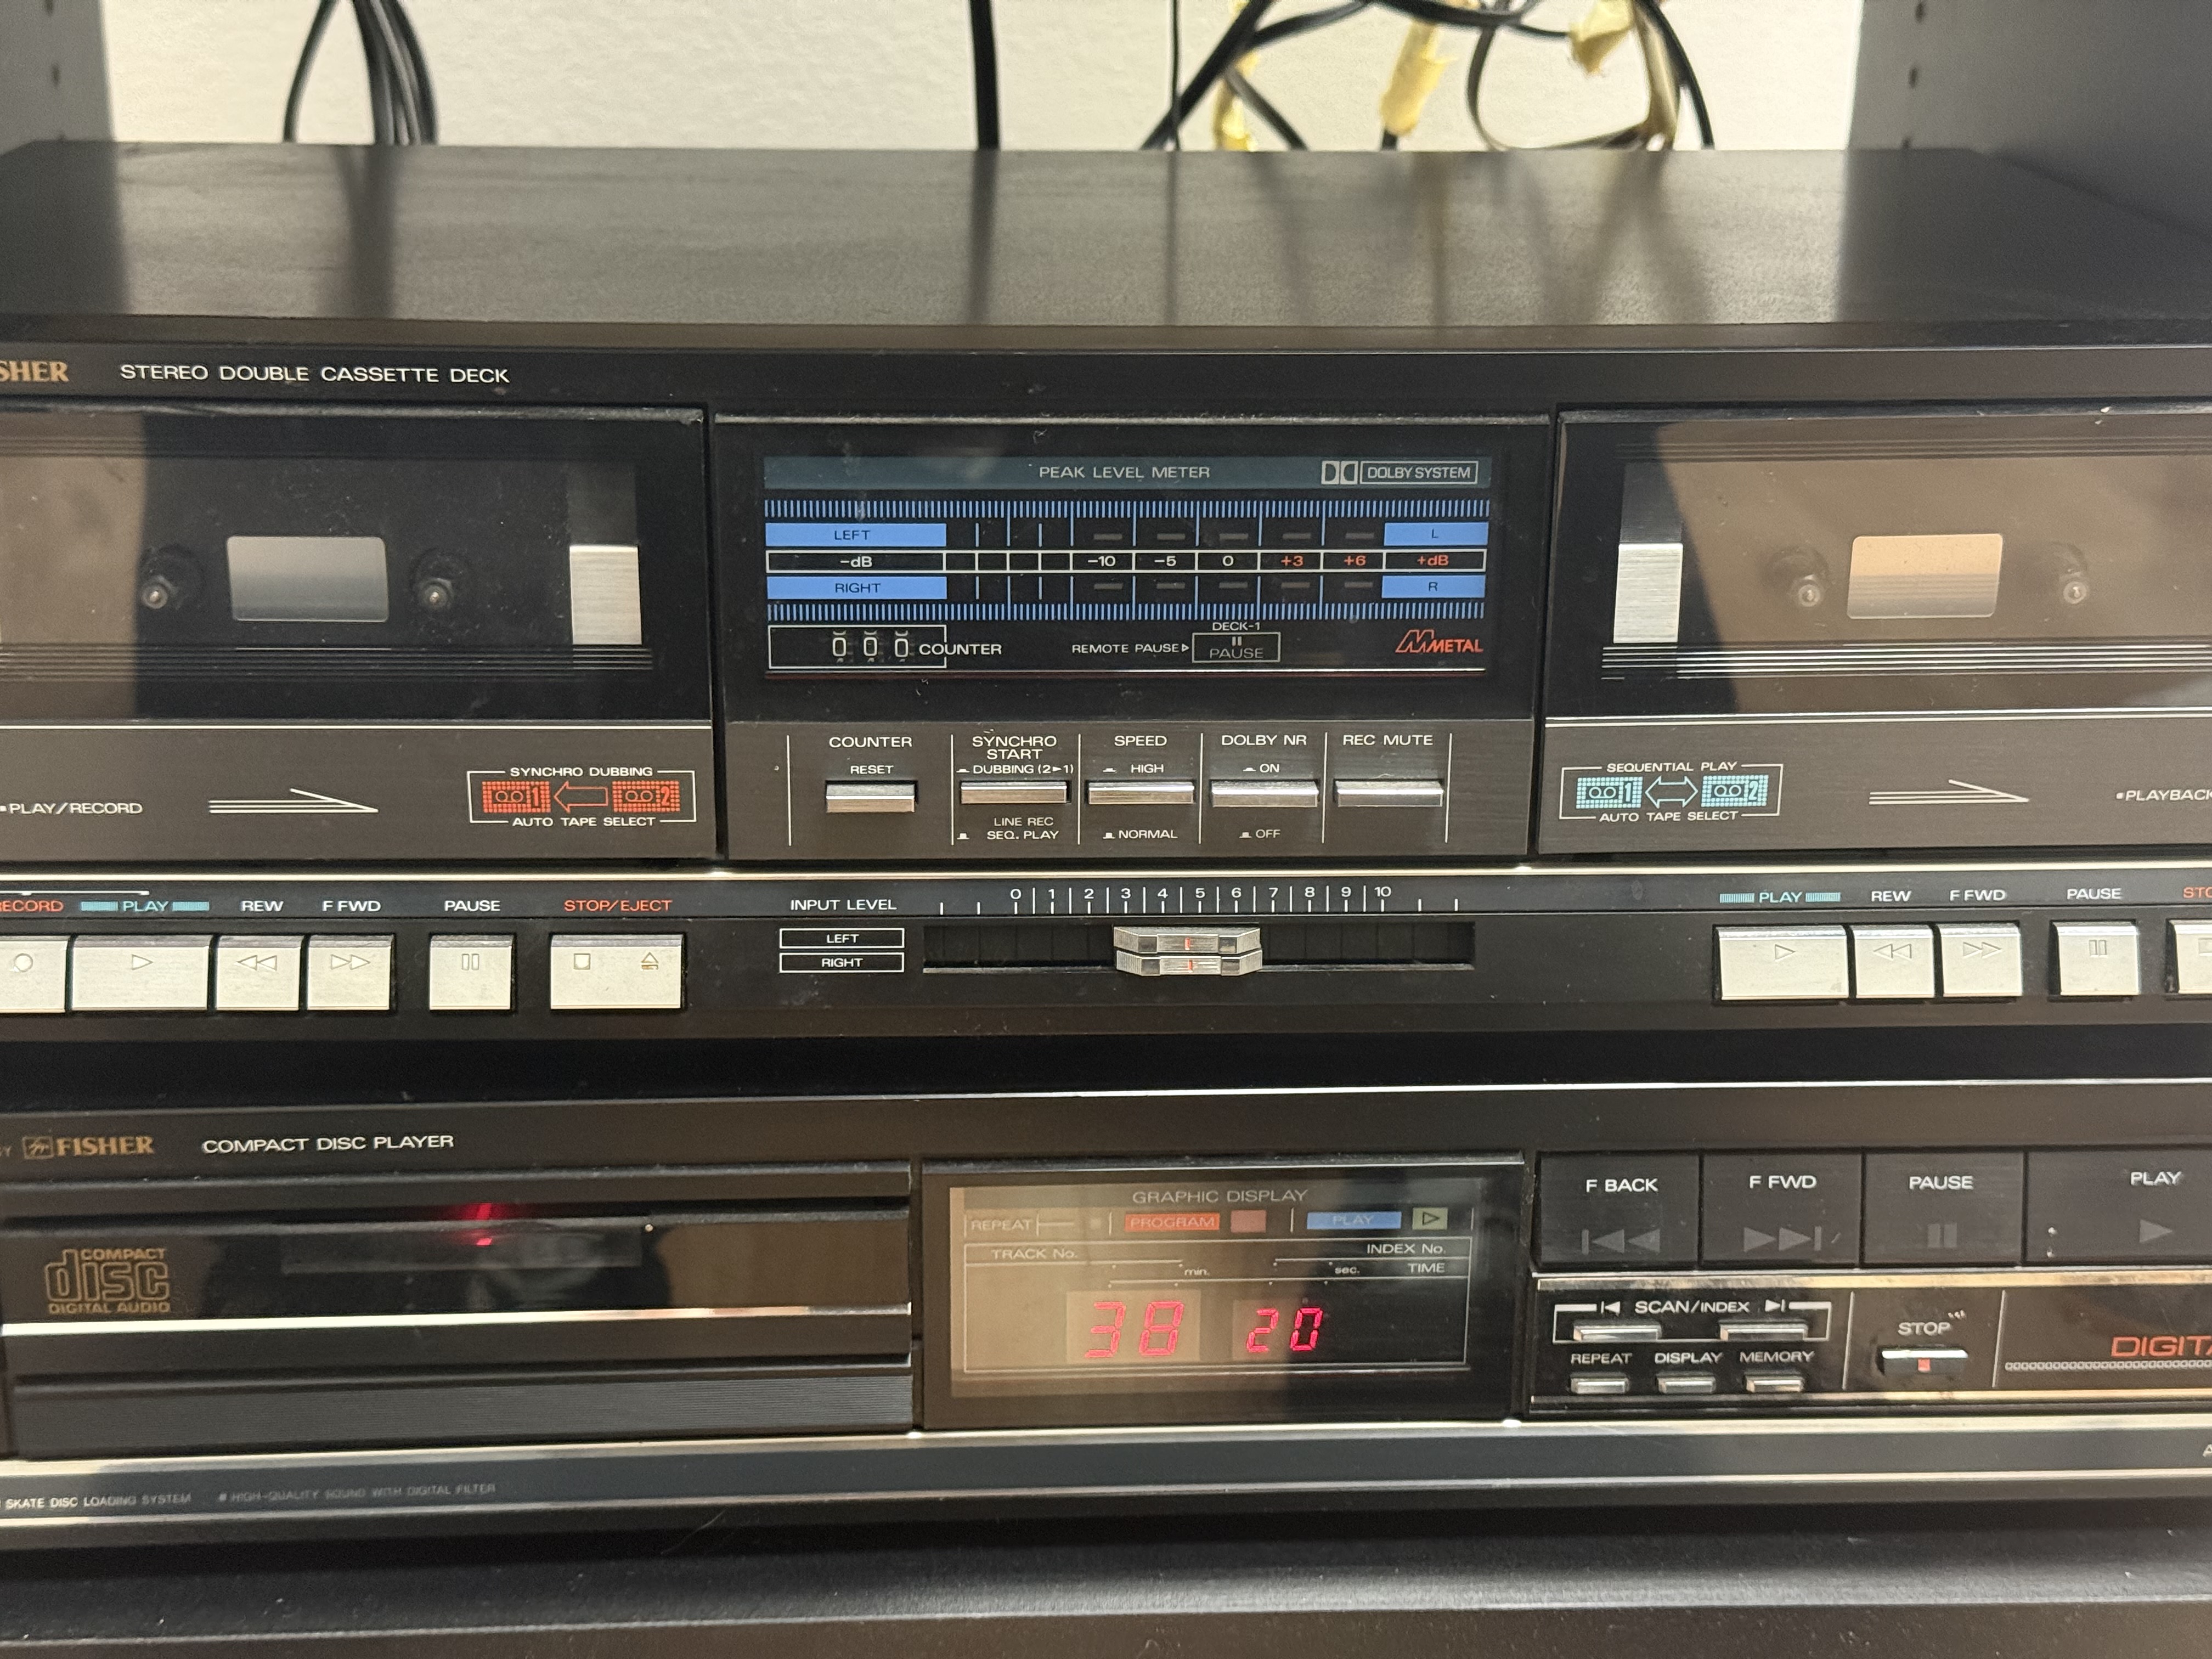 SHER STEREO DOUBLE CASSETTE DECK
PEAK LEVEL METER DOLBY SYSTEM
LEFT L
-dB -10 -5 0 +3 +6 +dB
RIGHT R
000 COUNTER REMOTE PAUSE DECK-1 PAUSE METAL
COUNTER SYNCHRO START SPEED DOLBY NR REC MUTE
RESET DUBBING (2►1) HIGH ON
LINE REC
SEQ. PLAY NORMAL OFF
•PLAY/RECORD
SYNCHRO DUBBING
1 2
AUTO TAPE SELECT
SEQUENTIAL PLAY
1 2
AUTO TAPE SELECT
•PLAYBACK
ECORD PLAY REW F FWD PAUSE STOP/EJECT
INPUT LEVEL 0 1 2 3 4 5 6 7 8 9 10
LEFT
RIGHT
PLAY REW F FWD PAUSE STO
BY FISHER COMPACT DISC PLAYER
COMPACT
disc
DIGITAL AUDIO
GRAPHIC DISPLAY
REPEAT PROGRAM PLAY
TRACK No. INDEX No.
min. sec. TIME
38 20
F BACK F FWD PAUSE PLAY
SCAN/INDEX
REPEAT DISPLAY MEMORY
STOP
DIGITA
SKATE DISC LOADING SYSTEM HIGH-QUALITY SOUND WITH DIGITAL FILTER